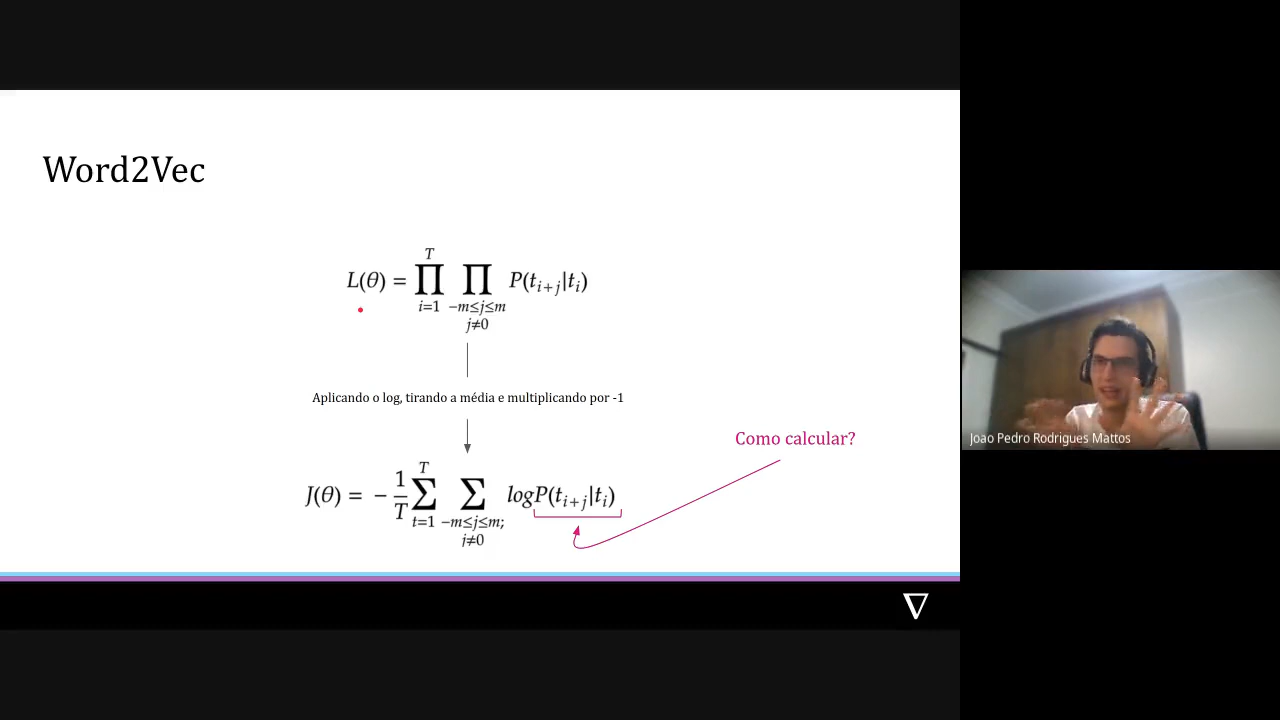 Word2Vec
L(θ) = ∏_{i=1}^{T} ∏_{-m≤j≤m j≠0} P(t_{i+j}|t_i)
Aplicando o log, tirando a média e multiplicando por -1
Como calcular?
J(θ) = - 1/T ∑_{t=1}^{T} ∑_{-m≤j≤m; j≠0} logP(t_{i+j}|t_i)
Joao Pedro Rodrigues Mattos